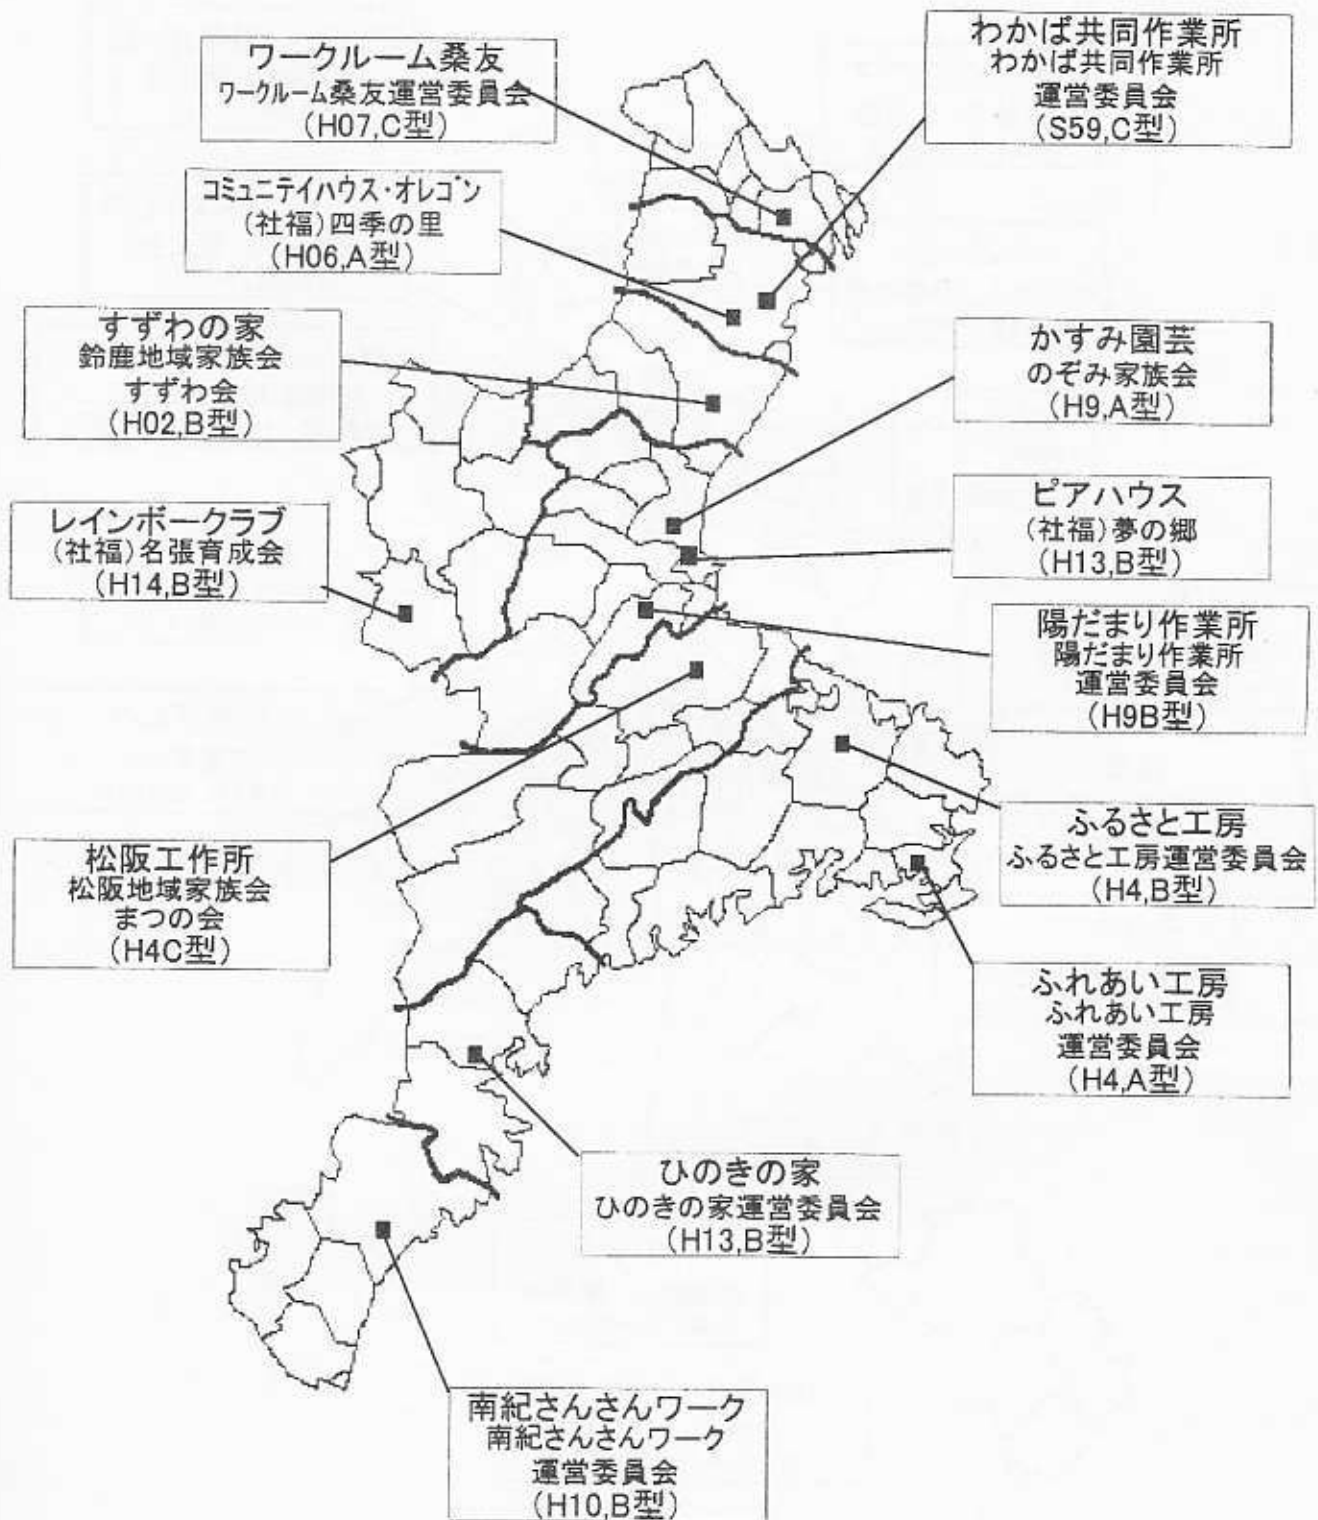 ワークルーム桑友
ワークルーム桑友運営委員会
(H07,C型)
わかば共同作業所
わかば共同作業所
運営委員会
(S59,C型)
コミュニテイハウス・オレゴン
(社福)四季の里
(H06,A型)
すずわの家
鈴鹿地域家族会
すずわ会
(H02,B型)
かすみ園芸
のぞみ家族会
(H9,A型)
レインボークラブ
(社福)名張育成会
(H14,B型)
ピアハウス
(社福)夢の郷
(H13,B型)
陽だまり作業所
陽だまり作業所
運営委員会
(H9B型)
松阪工作所
松阪地域家族会
まつの会
(H4C型)
ふるさと工房
ふるさと工房運営委員会
(H4,B型)
ふれあい工房
ふれあい工房
運営委員会
(H4,A型)
ひのきの家
ひのきの家運営委員会
(H13,B型)
南紀さんさんワーク
南紀さんさんワーク
運営委員会
(H10,B型)